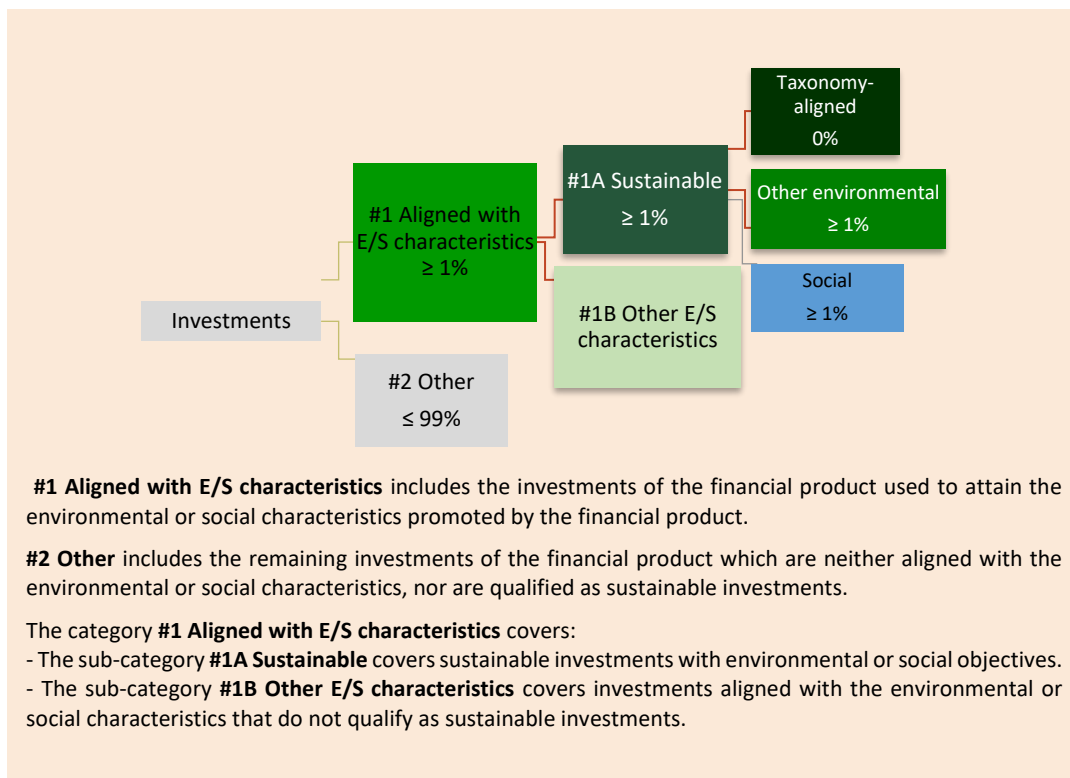 Taxonomy-
aligned
0%
#1A Sustainable
≥ 1%
Other environmental
≥ 1%
#1 Aligned with
E/S characteristics
≥ 1%
Social
≥ 1%
#1B Other E/S
characteristics
Investments
#2 Other
≤ 99%
#1 Aligned with E/S characteristics includes the investments of the financial product used to attain the
environmental or social characteristics promoted by the financial product.
#2 Other includes the remaining investments of the financial product which are neither aligned with the
environmental or social characteristics, nor are qualified as sustainable investments.
The category #1 Aligned with E/S characteristics covers:
- The sub-category #1A Sustainable covers sustainable investments with environmental or social objectives.
- The sub-category #1B Other E/S characteristics covers investments aligned with the environmental or
social characteristics that do not qualify as sustainable investments.